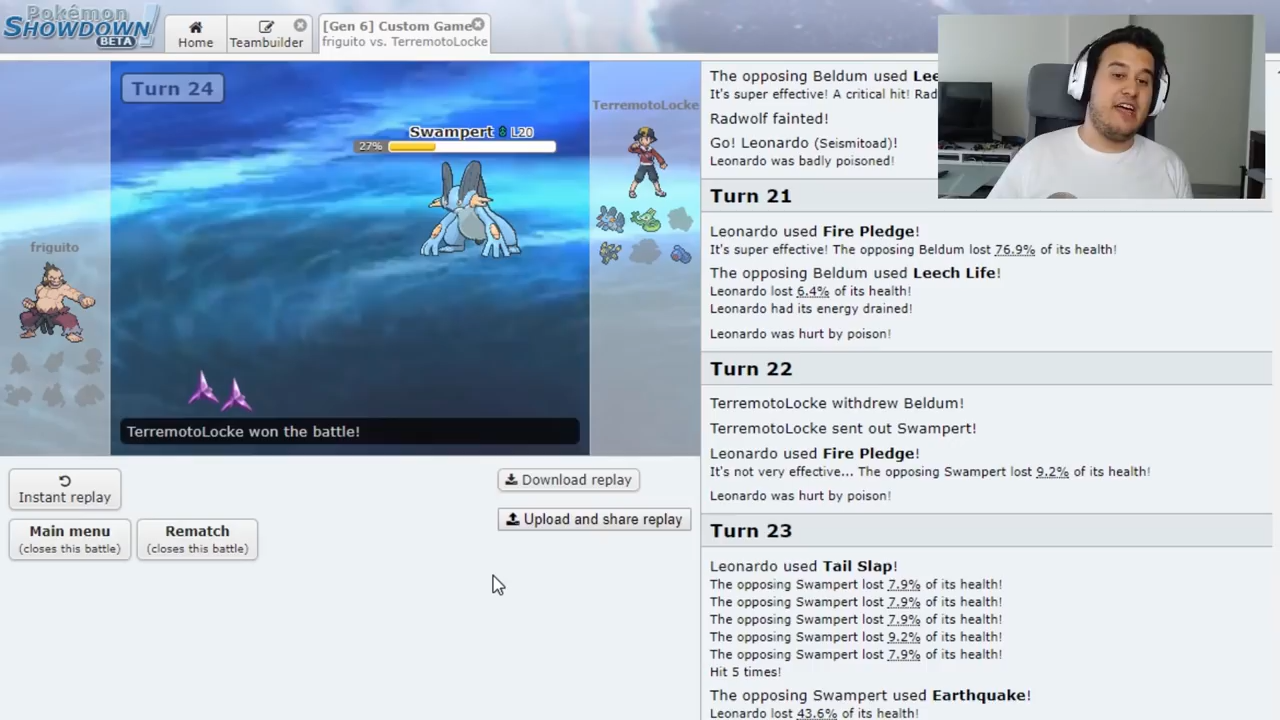 Pokémon
SHOWDOWN!
BETA
Home
Teambuilder
[Gen 6] Custom Game
friguito vs. TerremotoLocke
Turn 24
Swampert L20
27%
TerremotoLocke
friguito
TerremotoLocke won the battle!
Instant replay
Download replay
Upload and share replay
Main menu
(closes this battle)
Rematch
(closes this battle)
The opposing Beldum used Lee
It's super effective! A critical hit! Rad
Radwolf fainted!
Go! Leonardo (Seismitoad)!
Leonardo was badly poisoned!
Turn 21
Leonardo used Fire Pledge!
It's super effective! The opposing Beldum lost 76.9% of its health!
The opposing Beldum used Leech Life!
Leonardo lost 6.4% of its health!
Leonardo had its energy drained!
Leonardo was hurt by poison!
Turn 22
TerremotoLocke withdrew Beldum!
TerremotoLocke sent out Swampert!
Leonardo used Fire Pledge!
It's not very effective... The opposing Swampert lost 9.2% of its health!
Leonardo was hurt by poison!
Turn 23
Leonardo used Tail Slap!
The opposing Swampert lost 7.9% of its health!
The opposing Swampert lost 7.9% of its health!
The opposing Swampert lost 7.9% of its health!
The opposing Swampert lost 9.2% of its health!
The opposing Swampert lost 7.9% of its health!
Hit 5 times!
The opposing Swampert used Earthquake!
Leonardo lost 43.6% of its health!